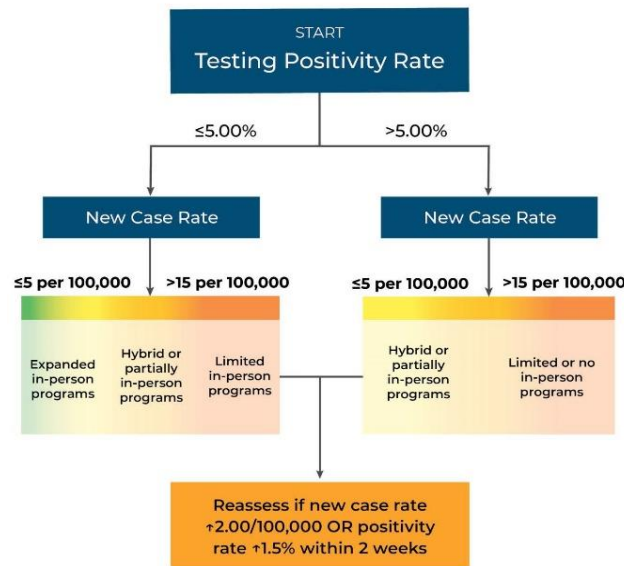 START
Testing Positivity Rate
≤5.00%
>5.00%
New Case Rate
New Case Rate
≤5 per 100,000
>15 per 100,000
≤5 per 100,000
>15 per 100,000
Expanded
in-person
programs
Hybrid or
partially
in-person
programs
Limited
in-person
programs
Hybrid or
partially
in-person
programs
Limited or no
in-person
programs
Reassess if new case rate
↑2.00/100,000 OR positivity
rate ↑1.5% within 2 weeks